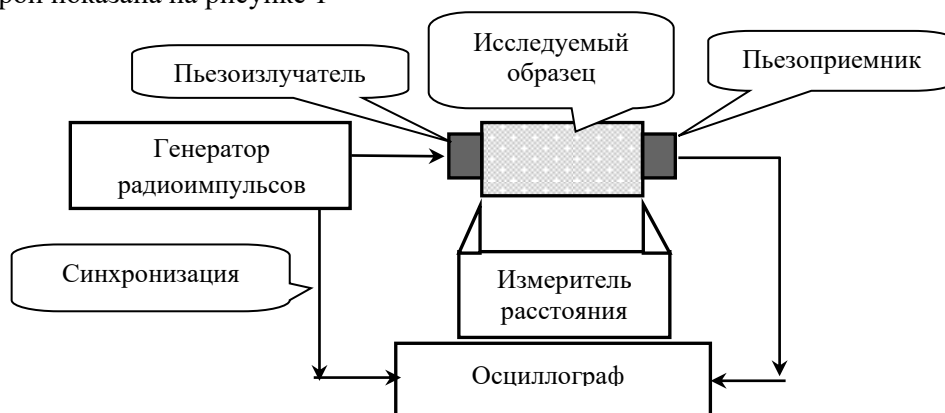 рой показана на рисунке 1
Исследуемый
образец
Пьезоприемник
Пьезоизлучатель
Генератор
радиоимпульсов
Синхронизация
Измеритель
расстояния
Осциллограф